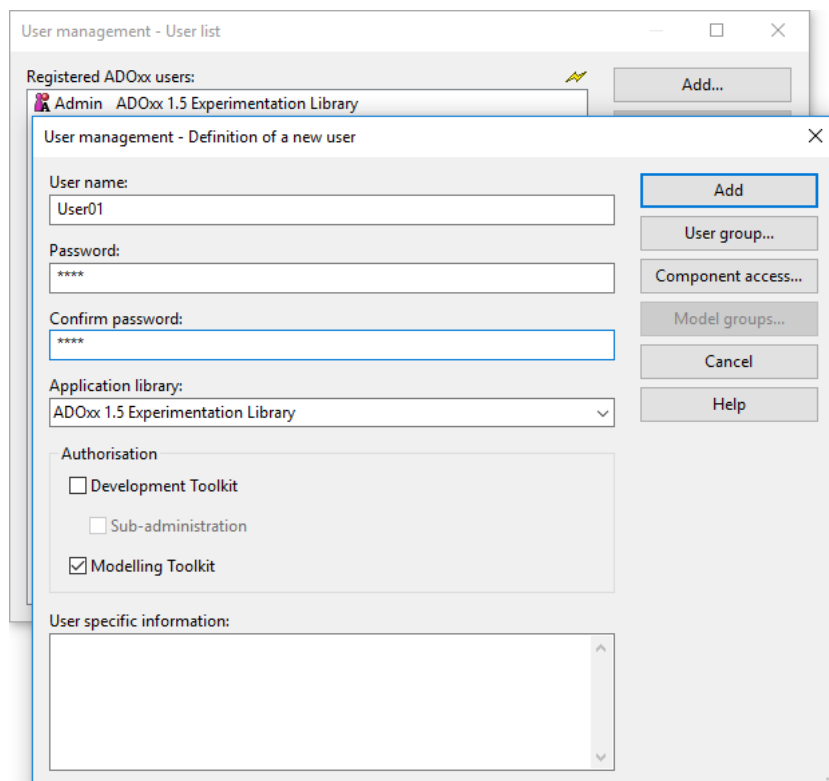 User management - User list
Registered ADOxx users:
Add...
Admin ADOxx 1.5 Experimentation Library
User management - Definition of a new user
User name:
User01
Add
User group...
Password:
****
Component access...
Confirm password:
****
Model groups...
Cancel
Application library:
ADOxx 1.5 Experimentation Library
Help
Authorisation
Development Toolkit
Sub-administration
Modelling Toolkit
User specific information: